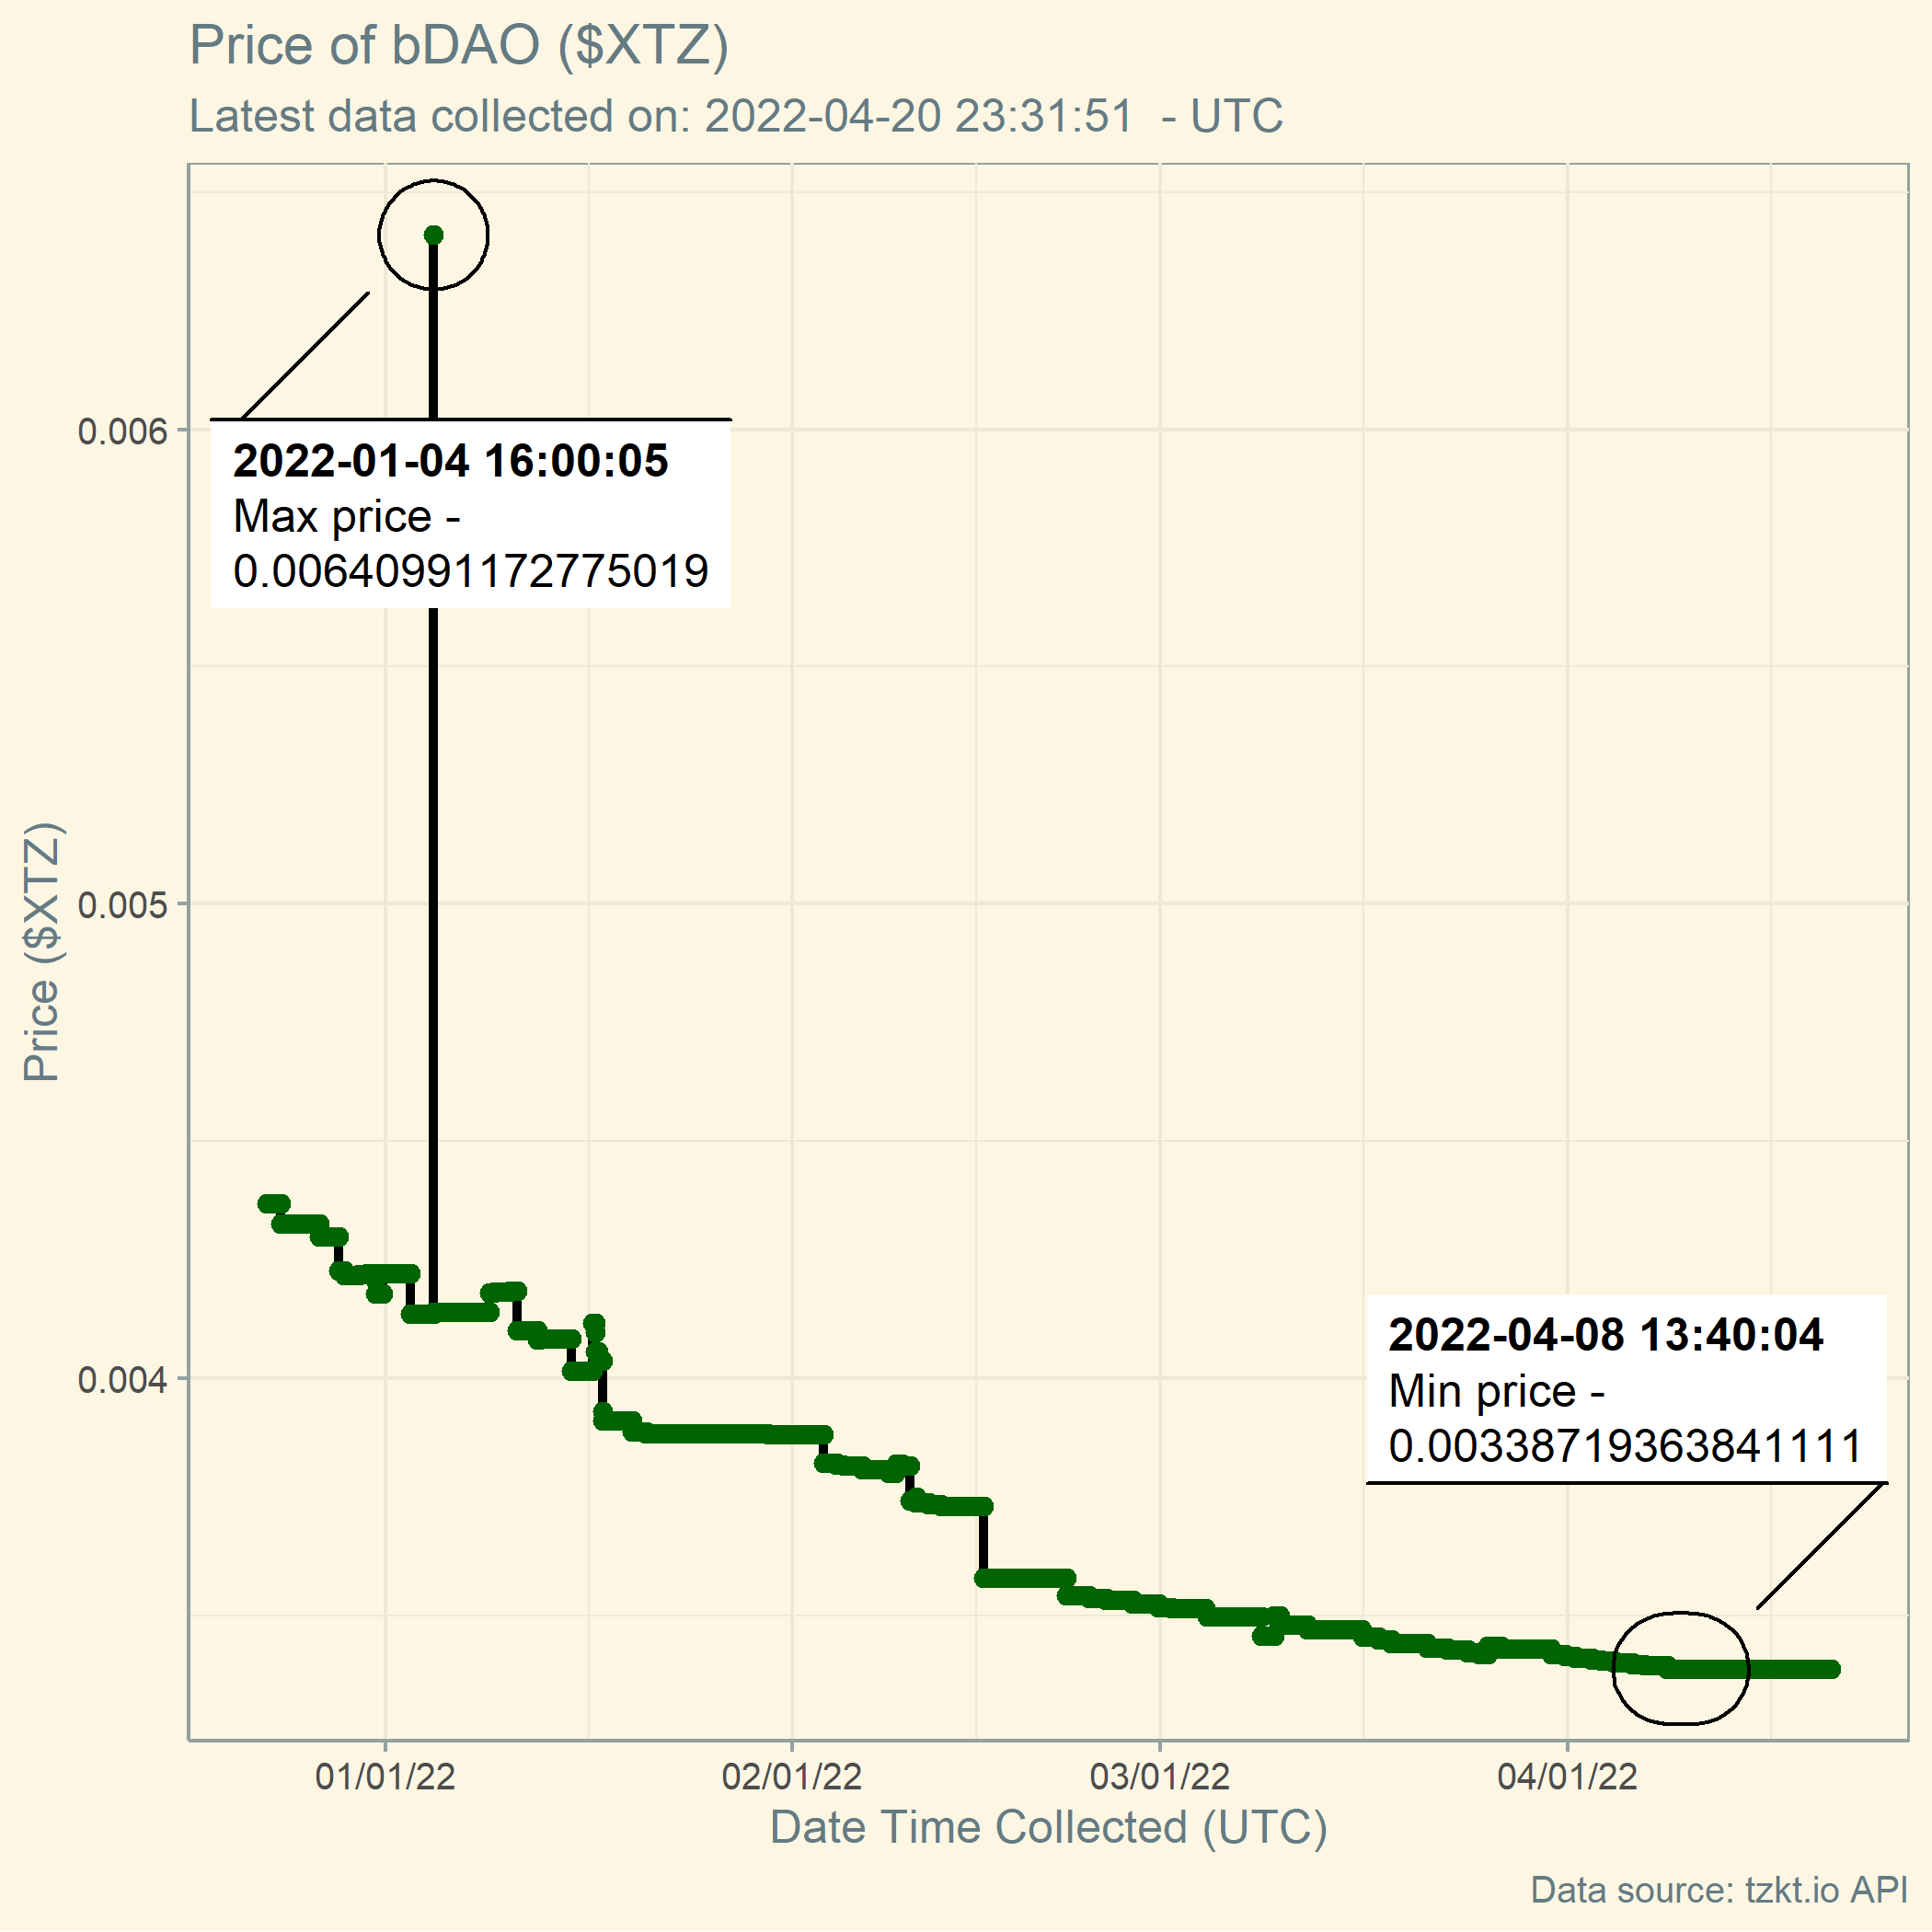 Price of bDAO ($XTZ)
Latest data collected on: 2022-04-20 23:31:51  - UTC
2022-01-04 16:00:05
Max price -
0.00640991172775019
2022-04-08 13:40:04
Min price -
0.00338719363841111
Price ($XTZ)
0.006
0.005
0.004
01/01/22
02/01/22
03/01/22
04/01/22
Date Time Collected (UTC)
Data source: tzkt.io API